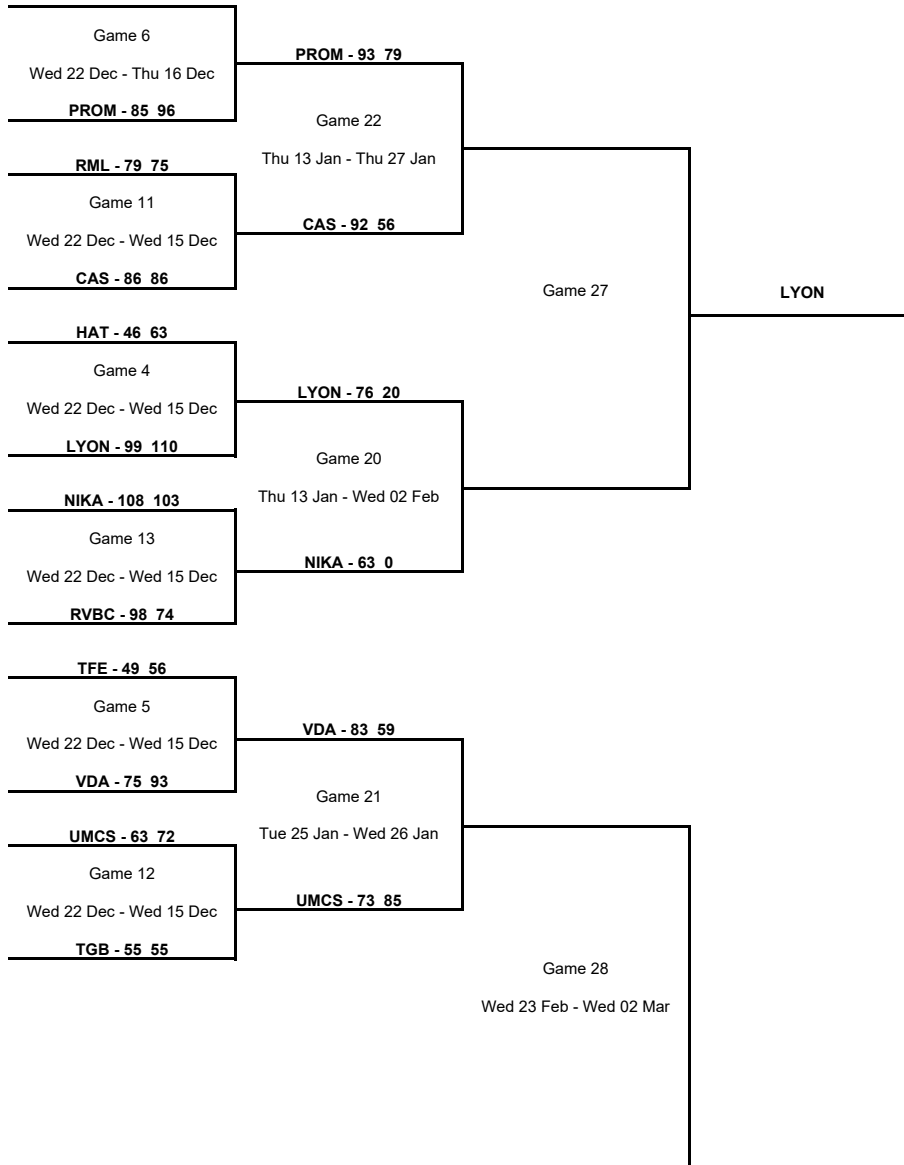 Game 6
Wed 22 Dec - Thu 16 Dec
PROM - 85 96
RML - 79 75
Game 11
Wed 22 Dec - Wed 15 Dec
CAS - 86 86
HAT - 46 63
Game 4
Wed 22 Dec - Wed 15 Dec
LYON - 99 110
NIKA - 108 103
Game 13
Wed 22 Dec - Wed 15 Dec
RVBC - 98 74
TFE - 49 56
Game 5
Wed 22 Dec - Wed 15 Dec
VDA - 75 93
UMCS - 63 72
Game 12
Wed 22 Dec - Wed 15 Dec
TGB - 55 55
PROM - 93 79
Game 22
Thu 13 Jan - Thu 27 Jan
CAS - 92 56
LYON - 76 20
Game 20
Thu 13 Jan - Wed 02 Feb
NIKA - 63 0
VDA - 83 59
Game 21
Tue 25 Jan - Wed 26 Jan
UMCS - 73 85
Game 27
Game 28
Wed 23 Feb - Wed 02 Mar
LYON